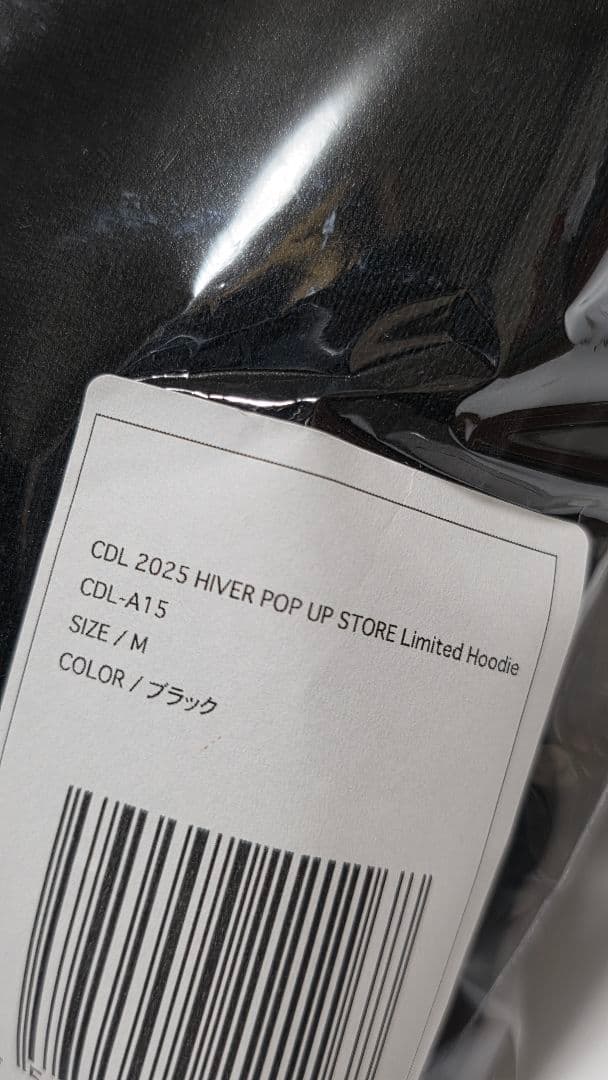 CDL 2025 HIVER POP UP STORE Limited Hoodie
CDL-A15
SIZE / M
COLOR / ブラック